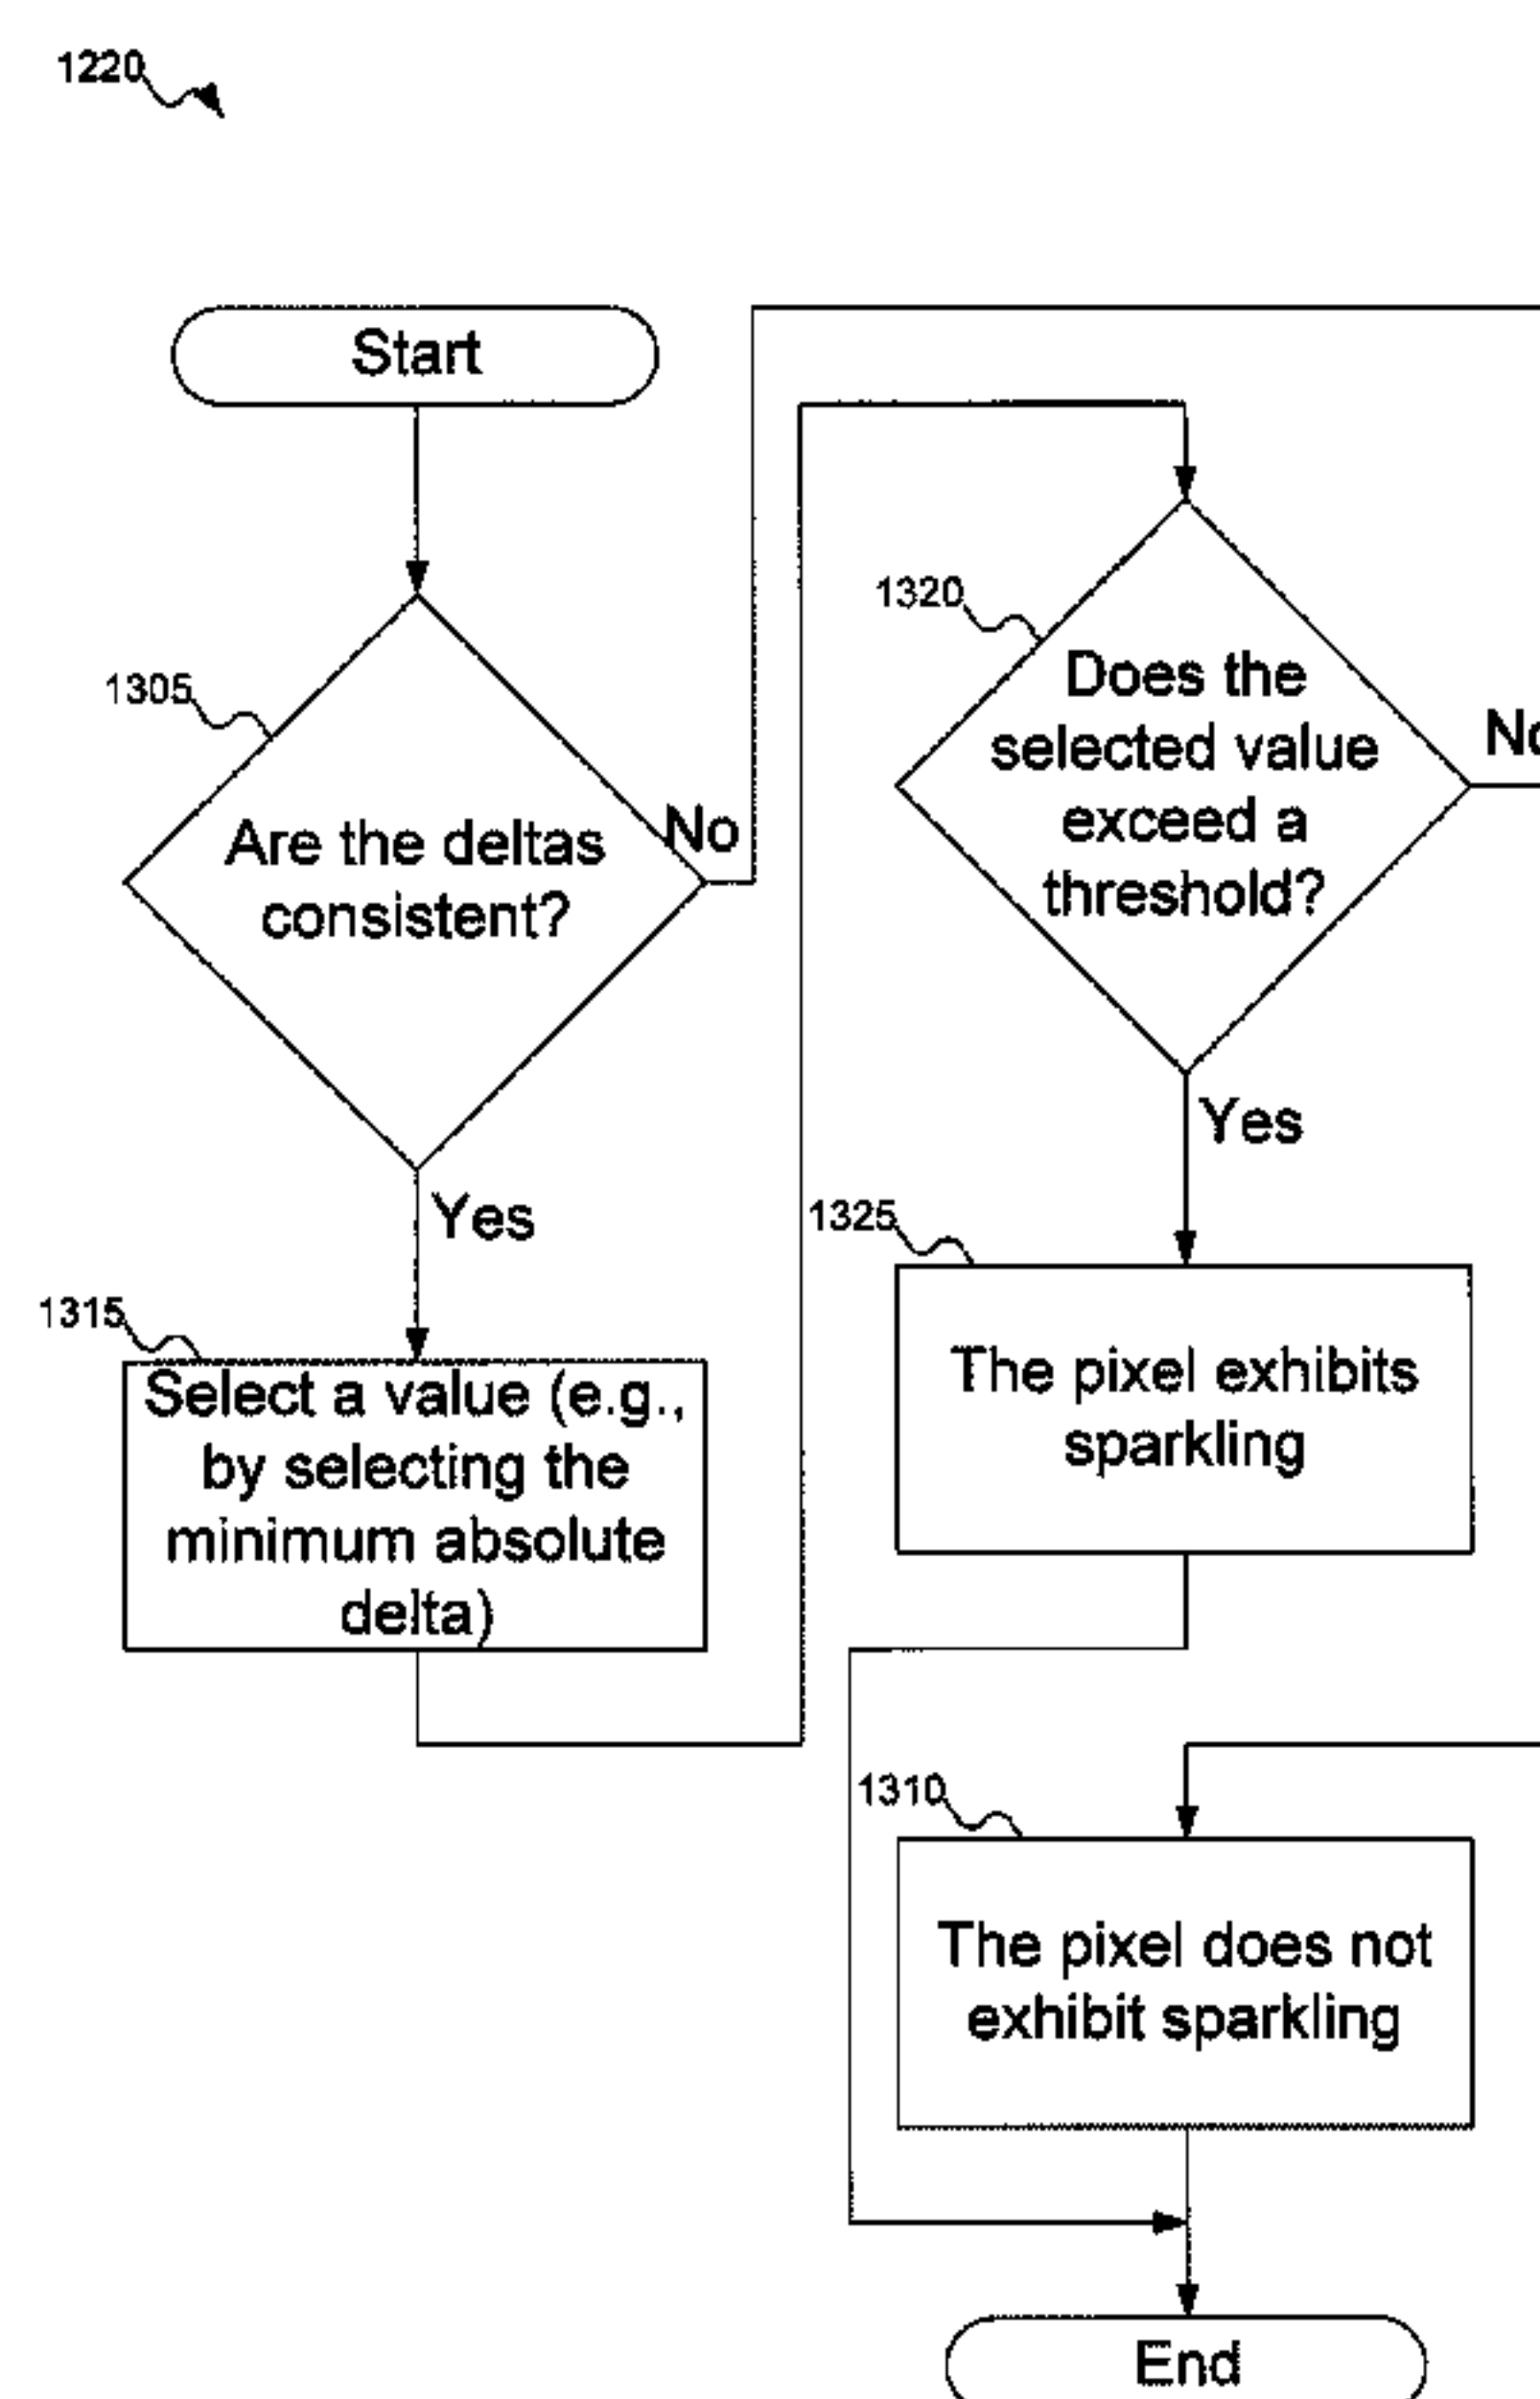 1220
Start
1305
Are the deltas
consistent?
No
Yes
1315
Select a value (e.g.,
by selecting the
minimum absolute
delta)
1320
Does the
selected value
exceed a
threshold?
No
Yes
1325
The pixel exhibits
sparkling
1310
The pixel does not
exhibit sparkling
End